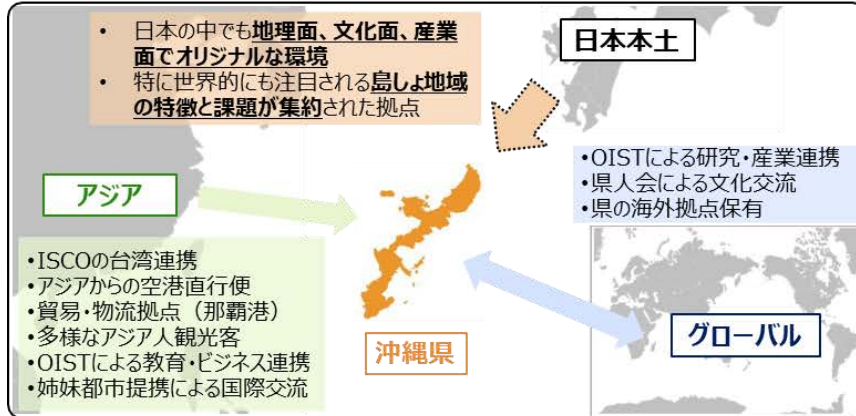 • 日本の中でも地理面、文化面、産業
面でオリジナルな環境
• 特に世界的にも注目される島しょ地域
の特徴と課題が集約された拠点
日本本土
•OISTによる研究・産業連携
•県人会による文化交流
•県の海外拠点保有
アジア
•ISCOの台湾連携
•アジアからの空港直行便
•貿易・物流拠点（那覇港）
•多様なアジア人観光客
•OISTによる教育・ビジネス連携
•姉妹都市提携による国際交流
沖縄県
グローバル